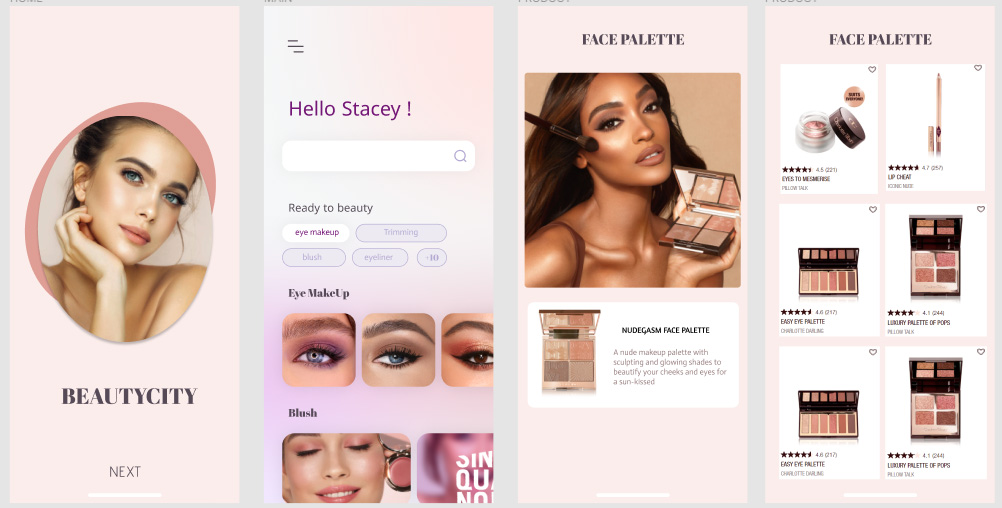 HOME
BEAUTYCITY
NEXT
MAIN
Hello Stacey !
Ready to beauty
eye makeup
Trimming
blush
eyeliner
+10
Eye MakeUp
Blush
PRODUCT
FACE PALETTE
NUDEGASM FACE PALETTE
A nude makeup palette with
sculpting and glowing shades to
beautify your cheeks and eyes for
a sun-kissed
PRODUCT
FACE PALETTE
SUITS
EVERYONE!
4.5 (221)
EYES TO MESMERISE
PILLOW TALK
4.7 (257)
LIP CHEAT
ICONIC NUDE
4.6 (217)
EASY EYE PALETTE
CHARLOTTE DARLING
4.1 (244)
LUXURY PALETTE OF POPS
PILLOW TALK
4.6 (217)
EASY EYE PALETTE
CHARLOTTE DARLING
4.1 (244)
LUXURY PALETTE OF POPS
PILLOW TALK